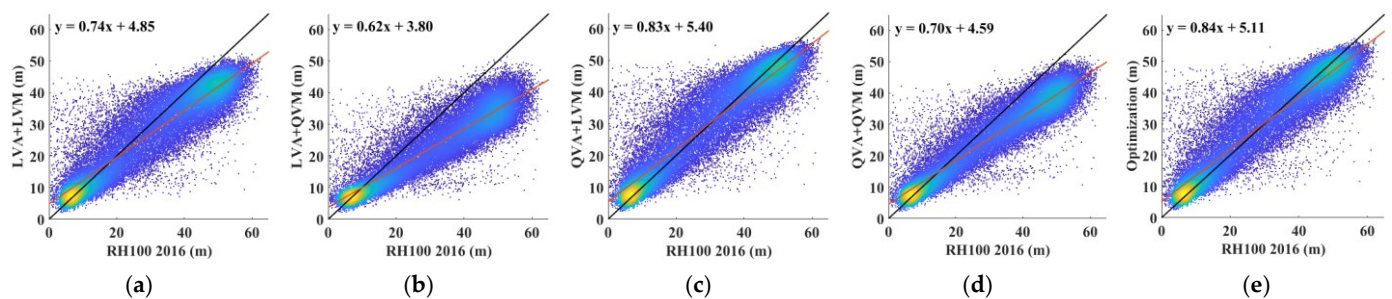 y = 0.74x + 4.85
LVA+LVM (m)
60
50
40
30
20
10
0
0 20 40 60
RH100 2016 (m)
(a)
y = 0.62x + 3.80
LVA+QVM (m)
60
50
40
30
20
10
0
0 20 40 60
RH100 2016 (m)
(b)
y = 0.83x + 5.40
QVA+LVM (m)
60
50
40
30
20
10
0
0 20 40 60
RH100 2016 (m)
(c)
y = 0.70x + 4.59
QVA+QVM (m)
60
50
40
30
20
10
0
0 20 40 60
RH100 2016 (m)
(d)
y = 0.84x + 5.11
Optimization (m)
60
50
40
30
20
10
0
0 20 40 60
RH100 2016 (m)
(e)